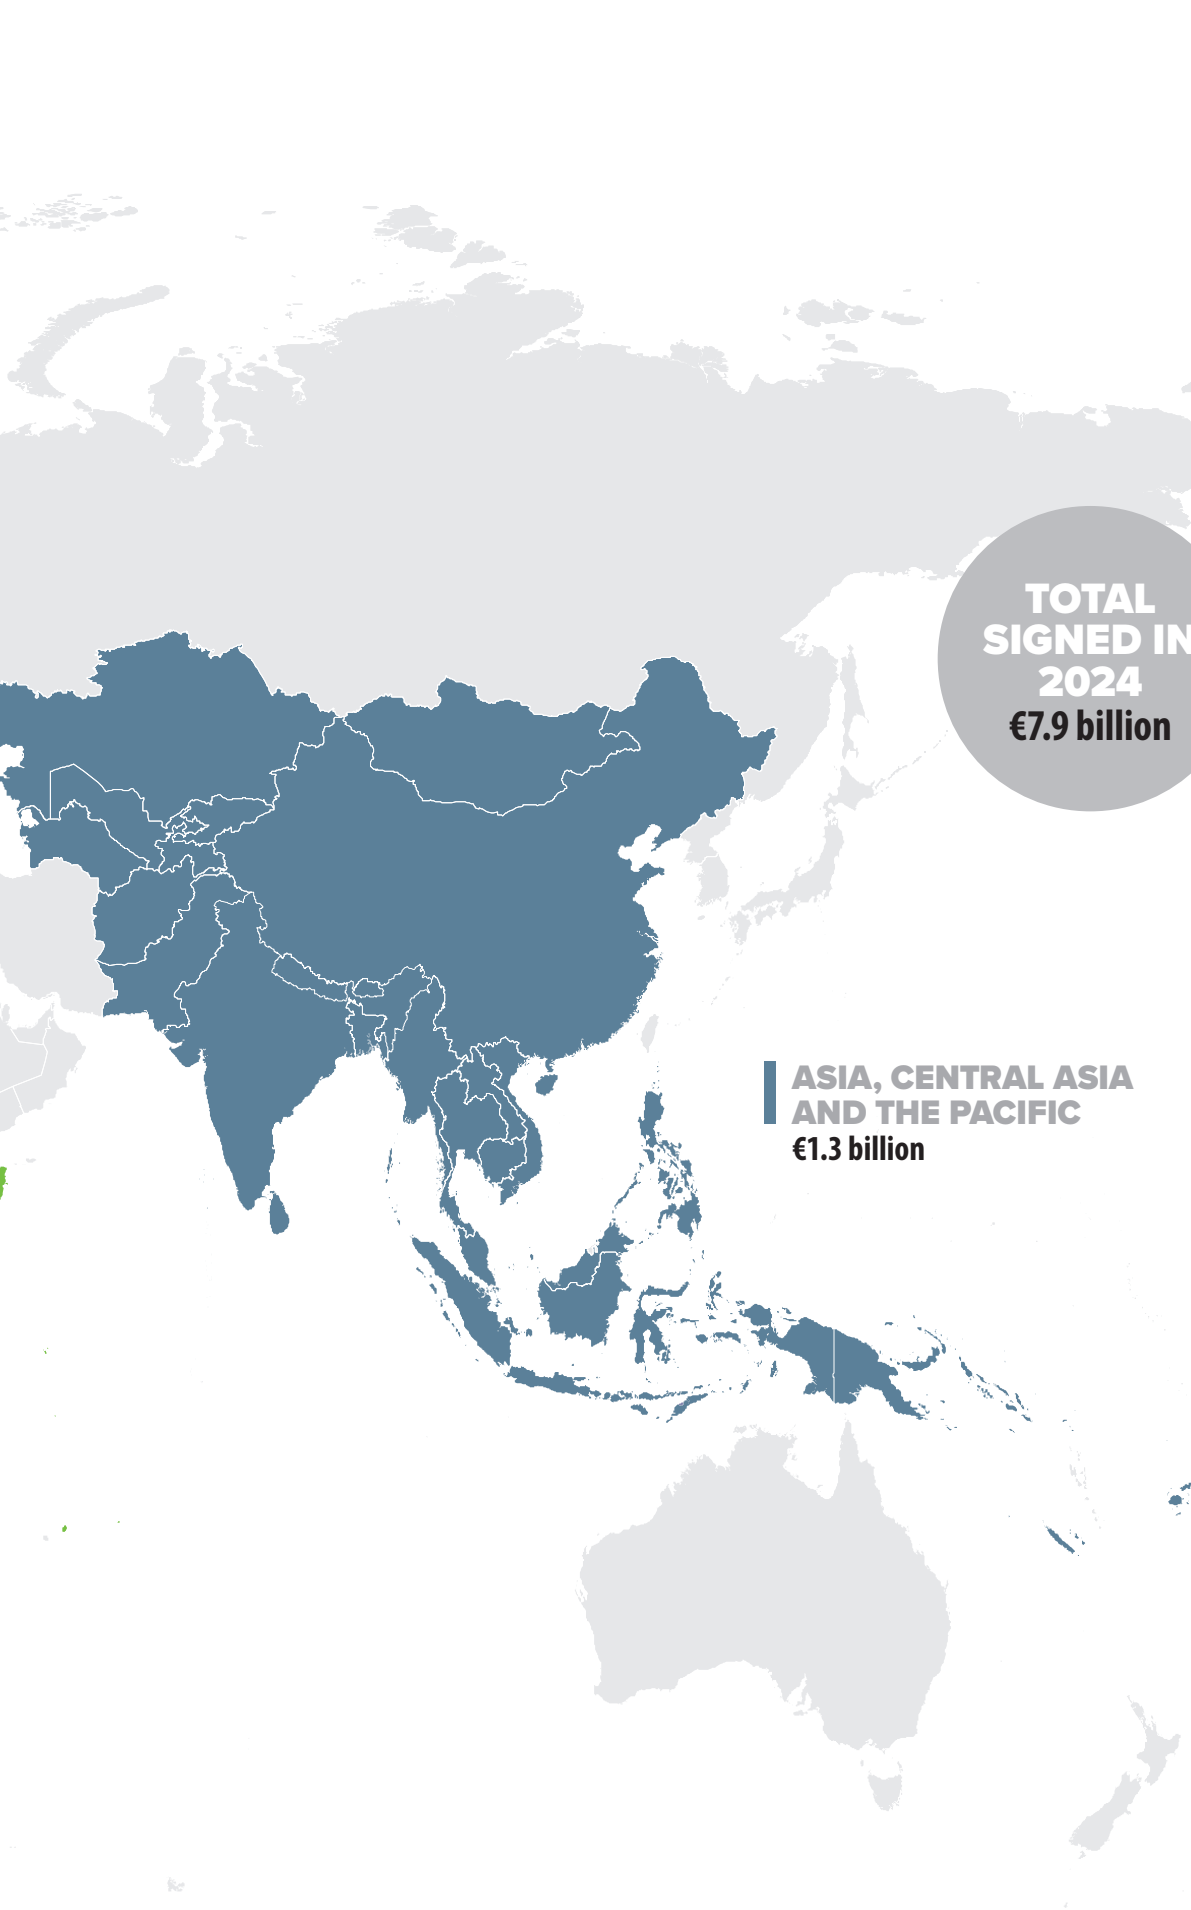 TOTAL
SIGNED IN
2024
€7.9 billion
ASIA, CENTRAL ASIA
AND THE PACIFIC
€1.3 billion